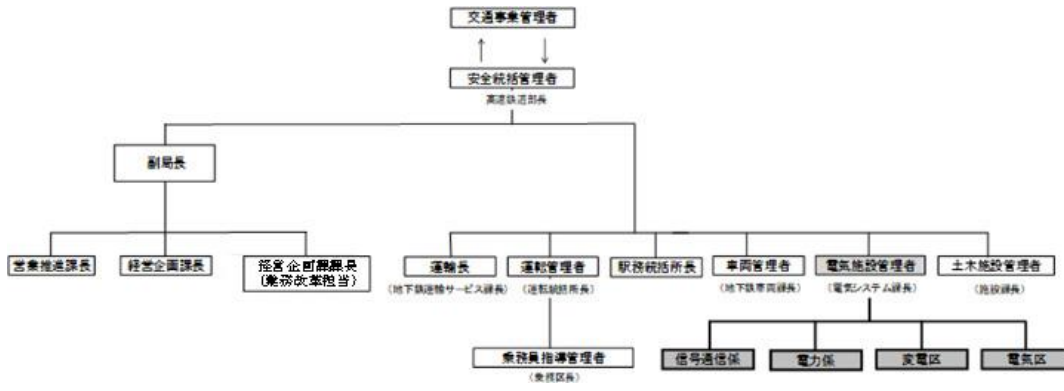 交通事業管理者
安全統括管理者
高速鉄道部長
副局長
営業推進課長
経営企画課長
経営企画課課長
(業務改革担当)
運輸長
(地下鉄運輸サービス課長)
運転管理者
(運転統括所長)
駅務統括所長
車両管理者
(地下鉄車両課長)
電気施設管理者
(電気システム課長)
土木施設管理者
(施設課長)
乗務員指導管理者
(乗務区長)
信号通信係
電力係
変電区
電気区